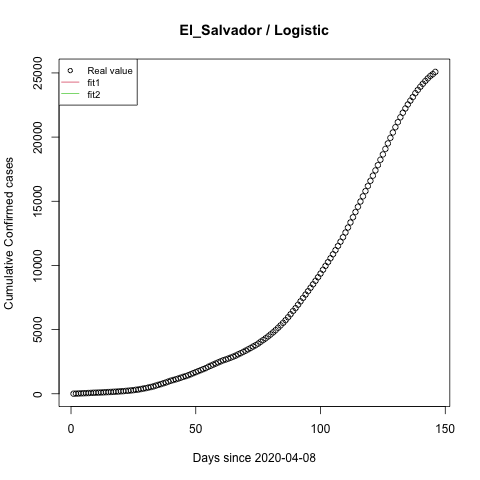 El_Salvador / Logistic
Real value
fit1
fit2
Cumulative Confirmed cases
0
5000
10000
15000
20000
25000
0 50 100 150
Days since 2020-04-08